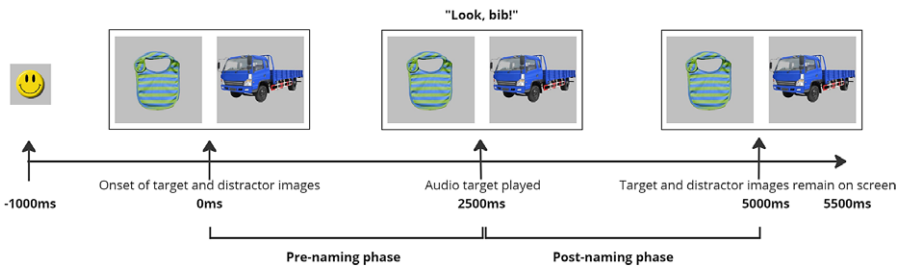 "Look, bib!"
Onset of target and distractor images
Audio target played
Target and distractor images remain on screen
-1000ms
0ms
2500ms
5000ms
5500ms
Pre-naming phase
Post-naming phase